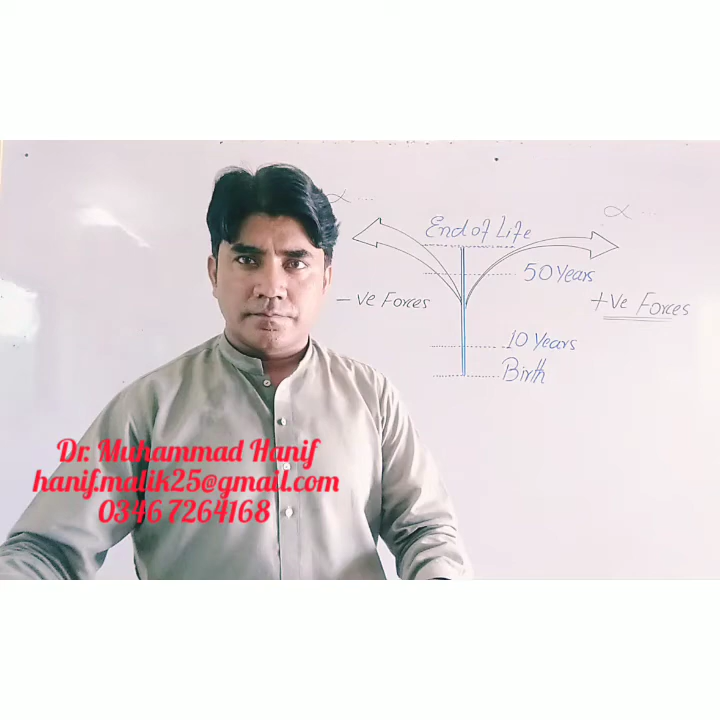 α ...
α ...
End of Life
50 Years
-ve Forces
+ve Forces
10 Years
Birth
Dr. Muhammad Hanif
hanif.malik25@gmail.com
0346 7264168